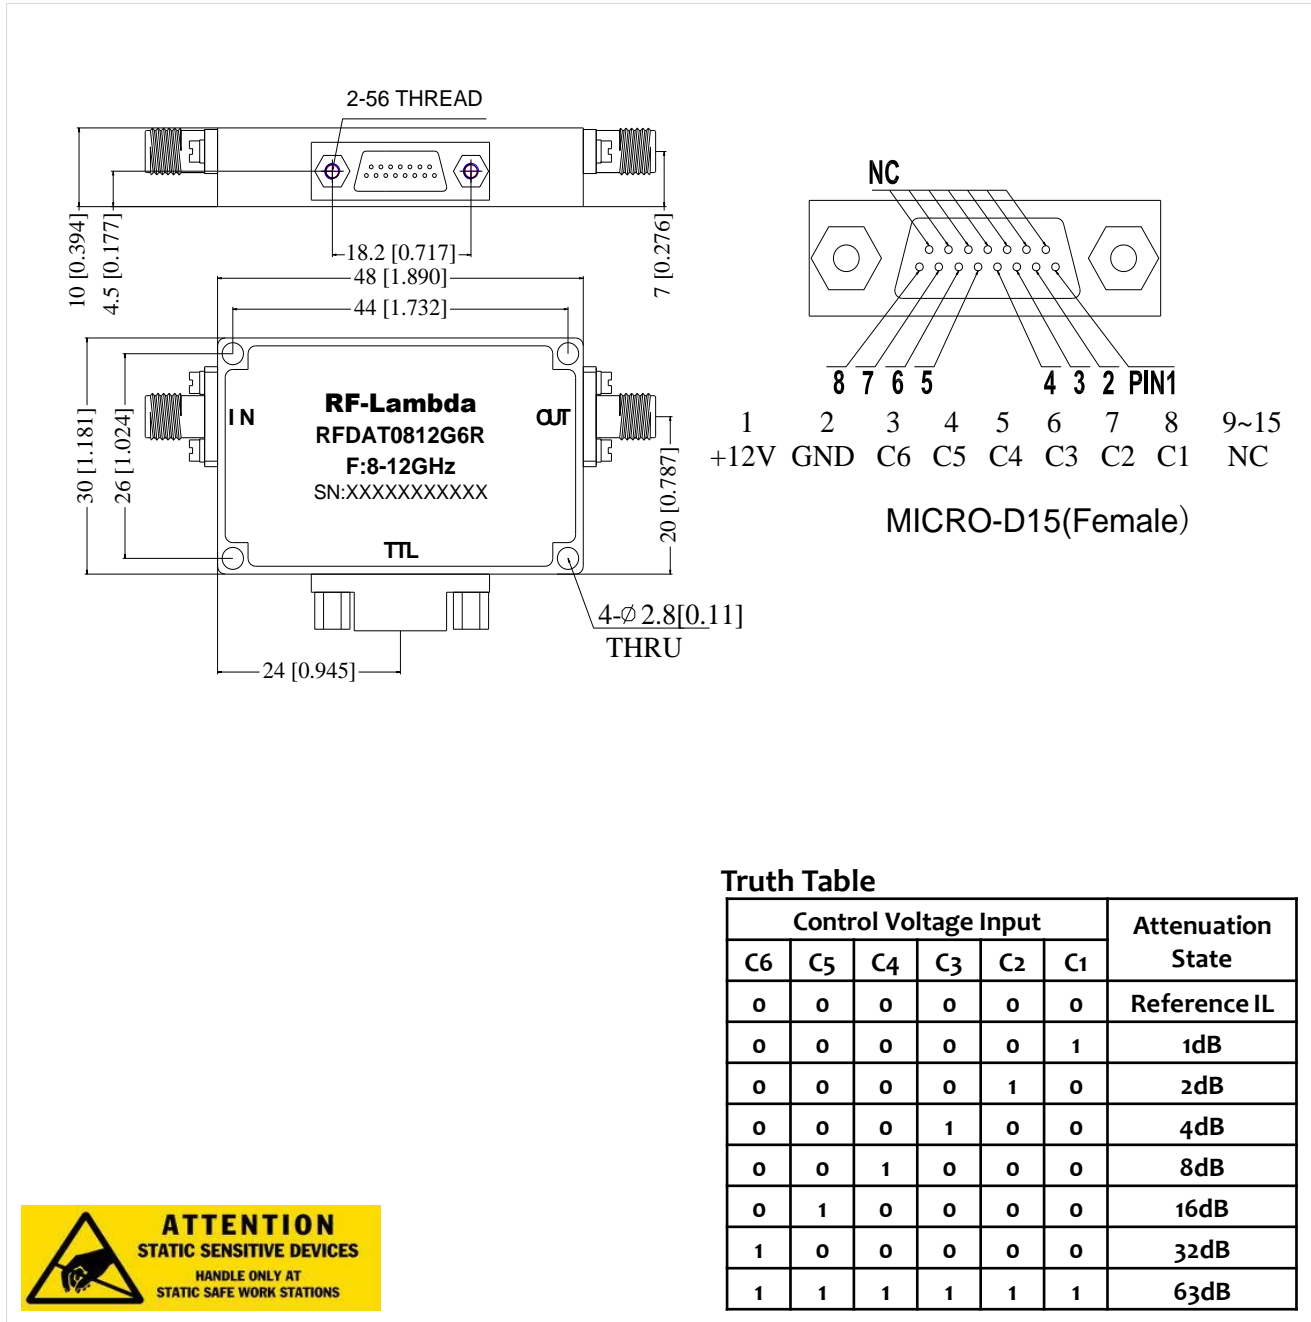 2-56 THREAD
10 [0.394]
4.5 [0.177]
7 [0.276]
18.2 [0.717]
48 [1.890]
44 [1.732]
30 [1.181]
26 [1.024]
20 [0.787]
IN
OUT
RF-Lambda
RFDAT0812G6R
F:8-12GHz
SN:XXXXXXXXXXX
TTL
4-∅ 2.8[0.11]
THRU
24 [0.945]
NC
8 7 6 5 4 3 2 PIN1
1 2 3 4 5 6 7 8 9~15
+12V GND C6 C5 C4 C3 C2 C1 NC
MICRO-D15(Female)
Truth Table
Control Voltage Input Attenuation State
C6 C5 C4 C3 C2 C1
0 0 0 0 0 0 Reference IL
0 0 0 0 0 1 1dB
0 0 0 0 1 0 2dB
0 0 0 1 0 0 4dB
0 0 1 0 0 0 8dB
0 1 0 0 0 0 16dB
1 0 0 0 0 0 32dB
1 1 1 1 1 1 63dB
ATTENTION
STATIC SENSITIVE DEVICES
HANDLE ONLY AT
STATIC SAFE WORK STATIONS